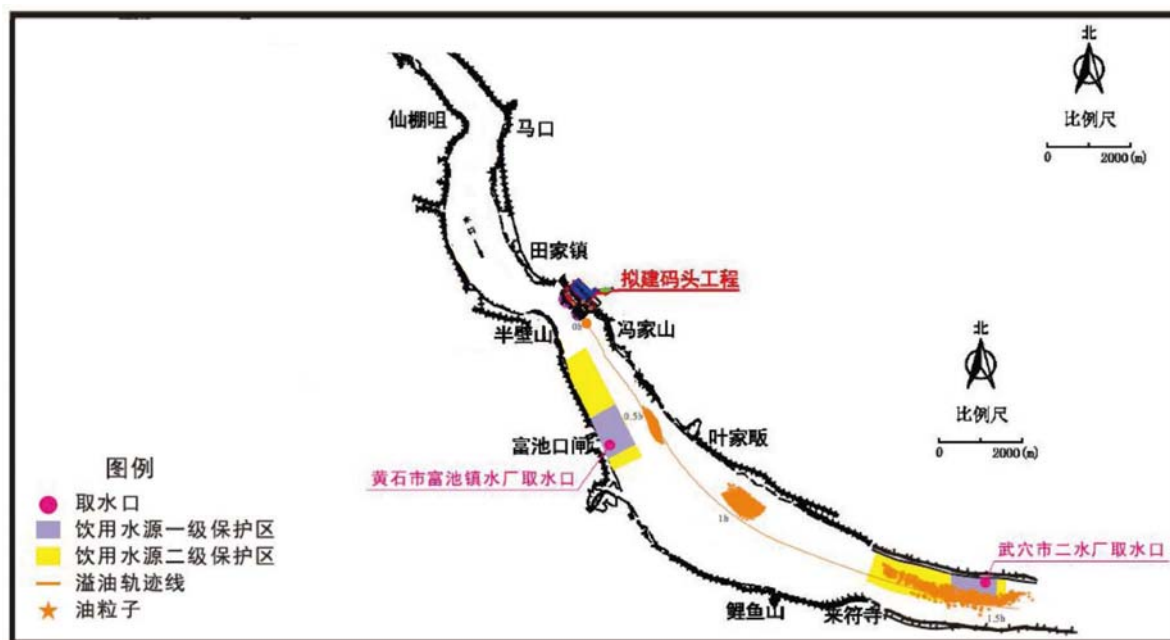 北
比例尺
0 2000(m)
仙棚咀
马口
长江
田家镇
拟建码头工程
半壁山
0h
冯家山
北
比例尺
0 2000(m)
0.5h
富池口闸
叶家畈
黄石市富池镇水厂取水口
1h
武穴市二水厂取水口
鲤鱼山
来符寺
1.5h
图例
取水口
饮用水源一级保护区
饮用水源二级保护区
溢油轨迹线
油粒子